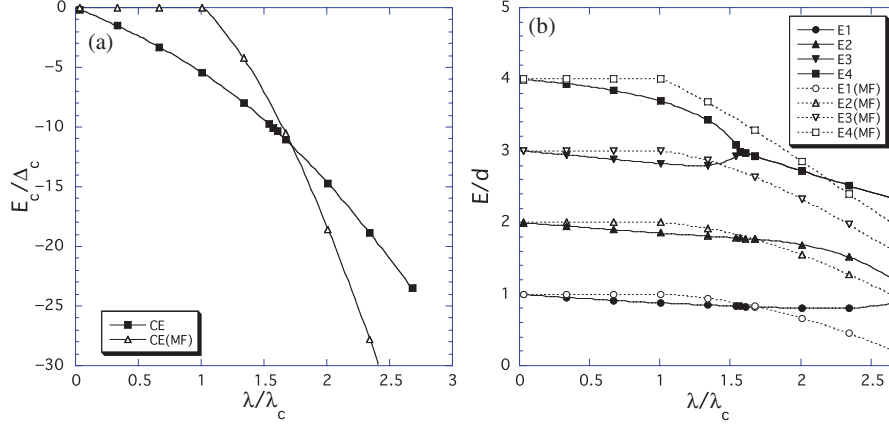 (a)
0
−5
−10
−15
−20
−25
−30
E_c/Δ_c
CE
CE(MF)
0 0.5 1 1.5 2 2.5 3
λ/λ_c
(b)
5
4
3
2
1
0
E/d
E1
E2
E3
E4
E1(MF)
E2(MF)
E3(MF)
E4(MF)
0 0.5 1 1.5 2 2.5
λ/λ_c